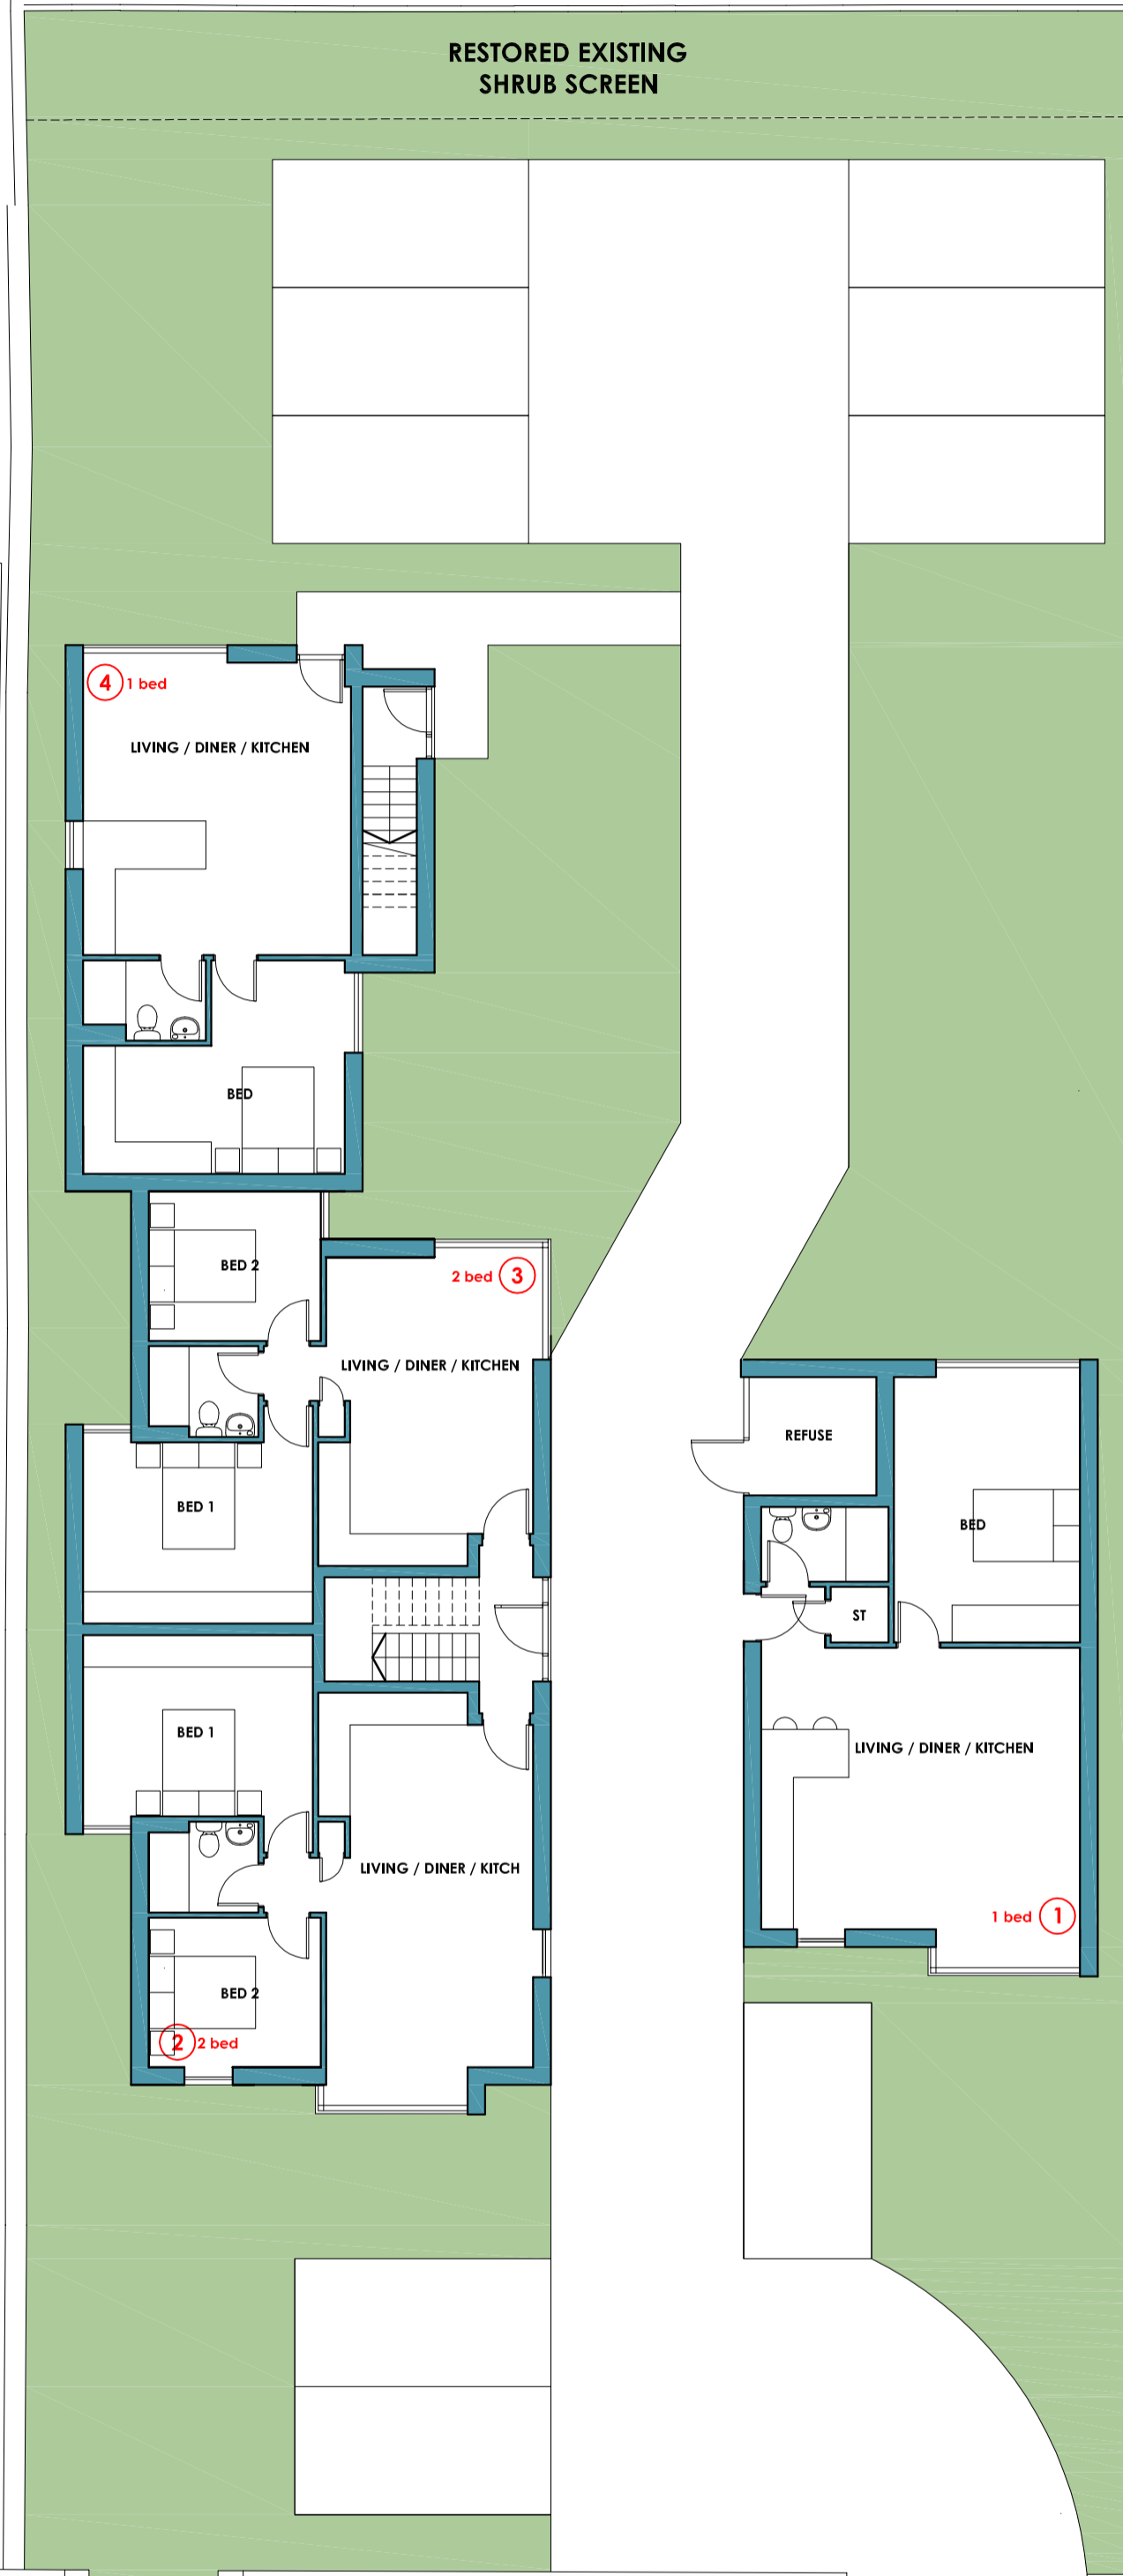 RESTORED EXISTING
SHRUB SCREEN
4 1 bed
LIVING / DINER / KITCHEN
BED
BED 2
2 bed 3
LIVING / DINER / KITCHEN
REFUSE
BED 1
BED
ST
BED 1
LIVING / DINER / KITCHEN
LIVING / DINER / KITCH
1 bed 1
BED 2
2 2 bed